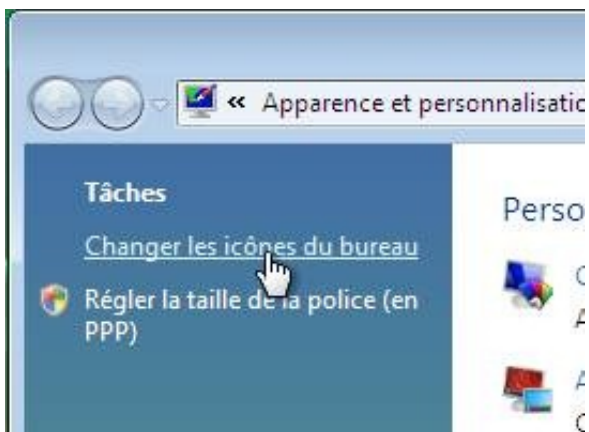 « Apparence et personnalisatio
Tâches
Perso
Changer les icônes du bureau
Régler la taille de la police (en
PPP)